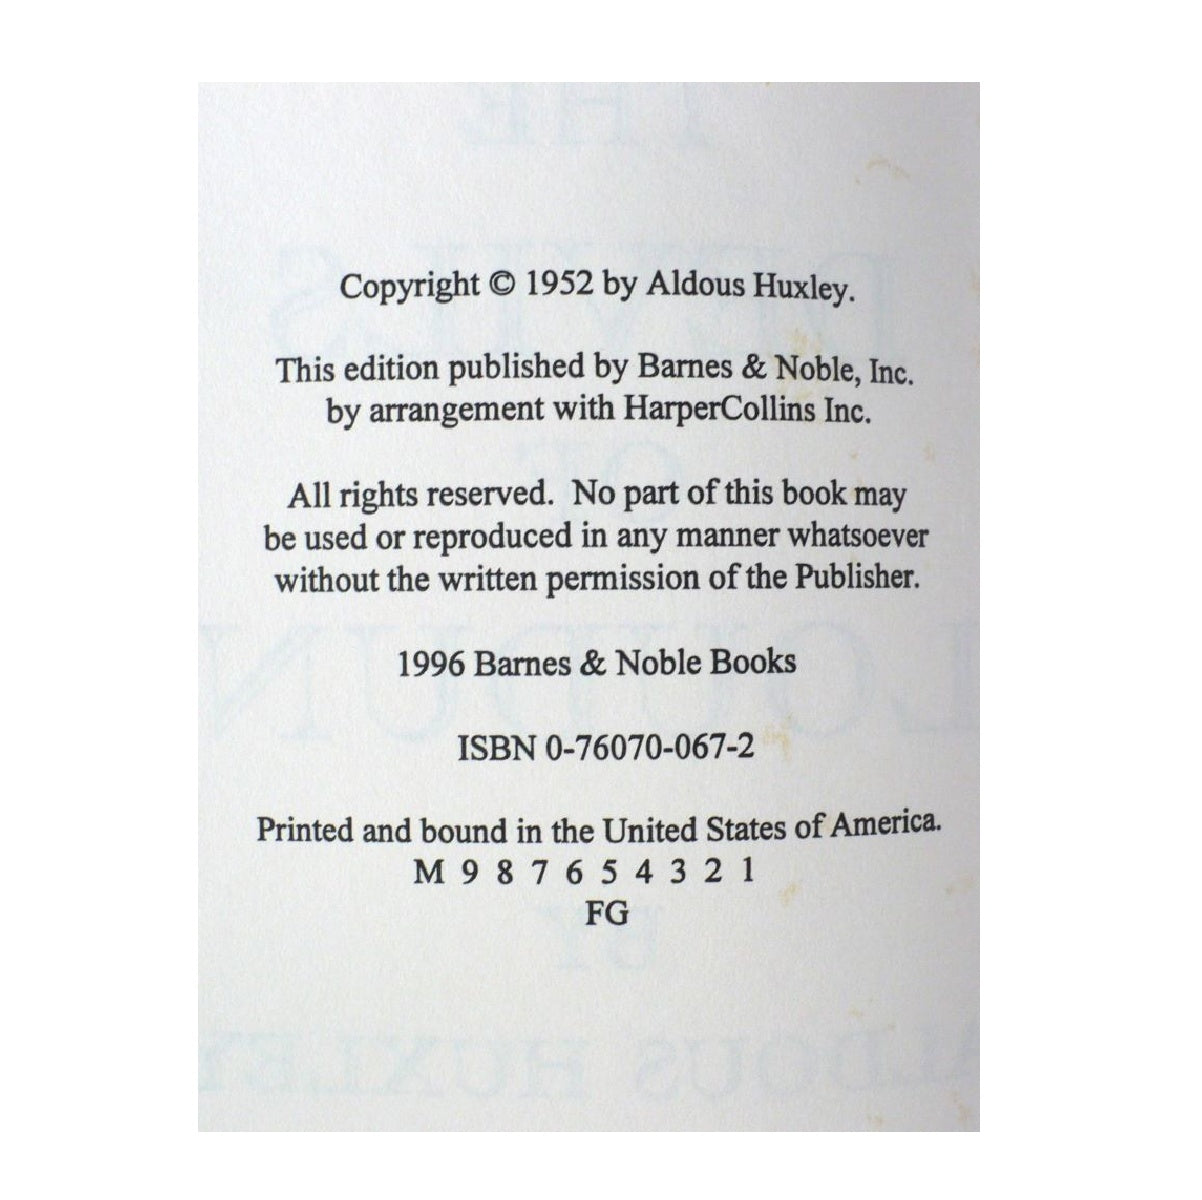 Copyright © 1952 by Aldous Huxley.
This edition published by Barnes & Noble, Inc.
by arrangement with HarperCollins Inc.
All rights reserved. No part of this book may
be used or reproduced in any manner whatsoever
without the written permission of the Publisher.
1996 Barnes & Noble Books
ISBN 0-76070-067-2
Printed and bound in the United States of America.
M 9 8 7 6 5 4 3 2 1
FG